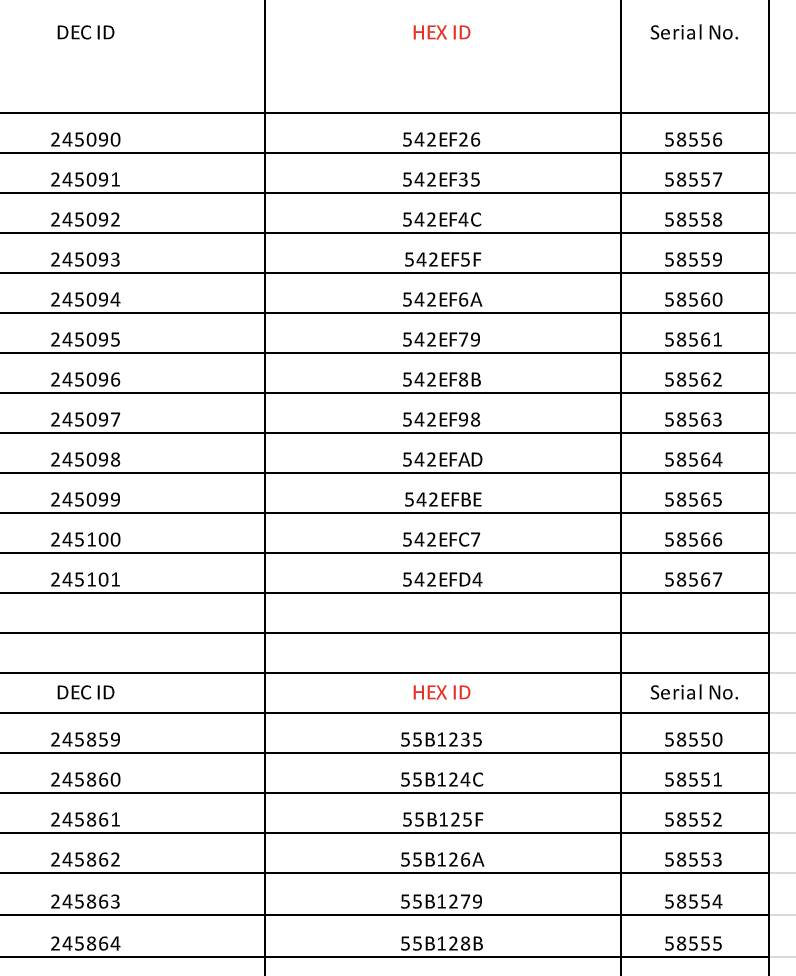 DEC ID HEX ID Serial No.
245090 542EF26 58556
245091 542EF35 58557
245092 542EF4C 58558
245093 542EF5F 58559
245094 542EF6A 58560
245095 542EF79 58561
245096 542EF8B 58562
245097 542EF98 58563
245098 542EFAD 58564
245099 542EFBE 58565
245100 542EFC7 58566
245101 542EFD4 58567
DEC ID HEX ID Serial No.
245859 55B1235 58550
245860 55B124C 58551
245861 55B125F 58552
245862 55B126A 58553
245863 55B1279 58554
245864 55B128B 58555